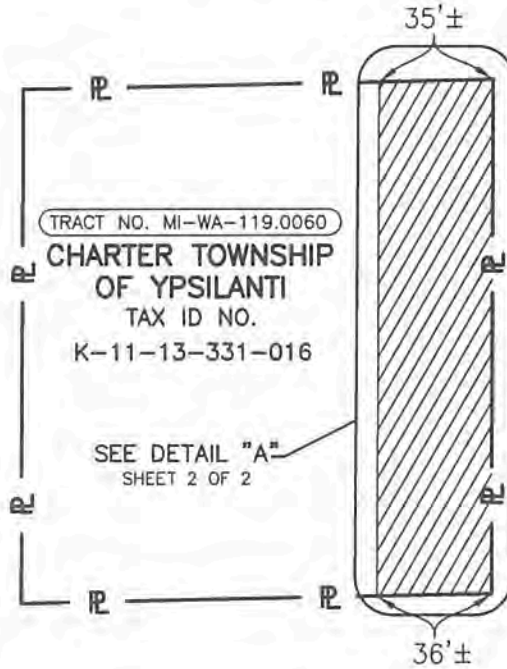 35'±
PL PL
TRACT NO. MI-WA-119.0060
CHARTER TOWNSHIP
OF YPSILANTI
TAX ID NO.
K-11-13-331-016
PL PL
SEE DETAIL "A"
SHEET 2 OF 2
PL PL
PL PL
36'±